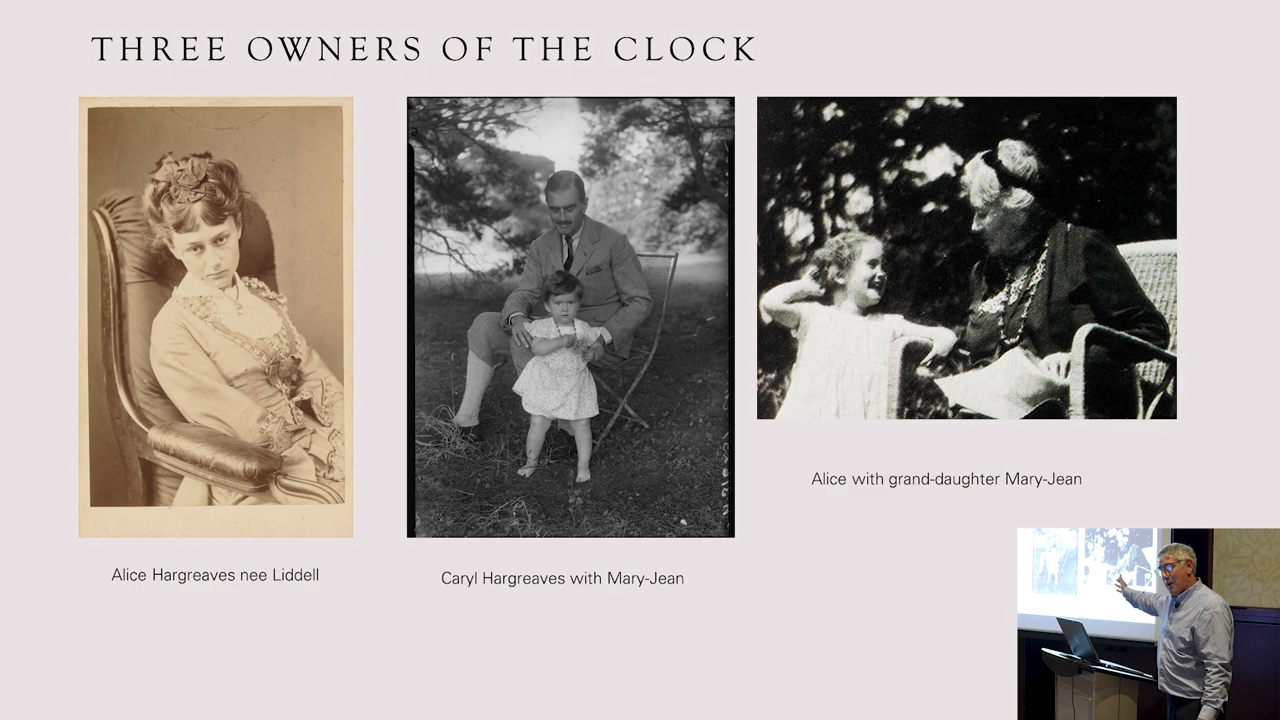 THREE OWNERS OF THE CLOCK
Alice with grand-daughter Mary-Jean
Alice Hargreaves nee Liddell
Caryl Hargreaves with Mary-Jean